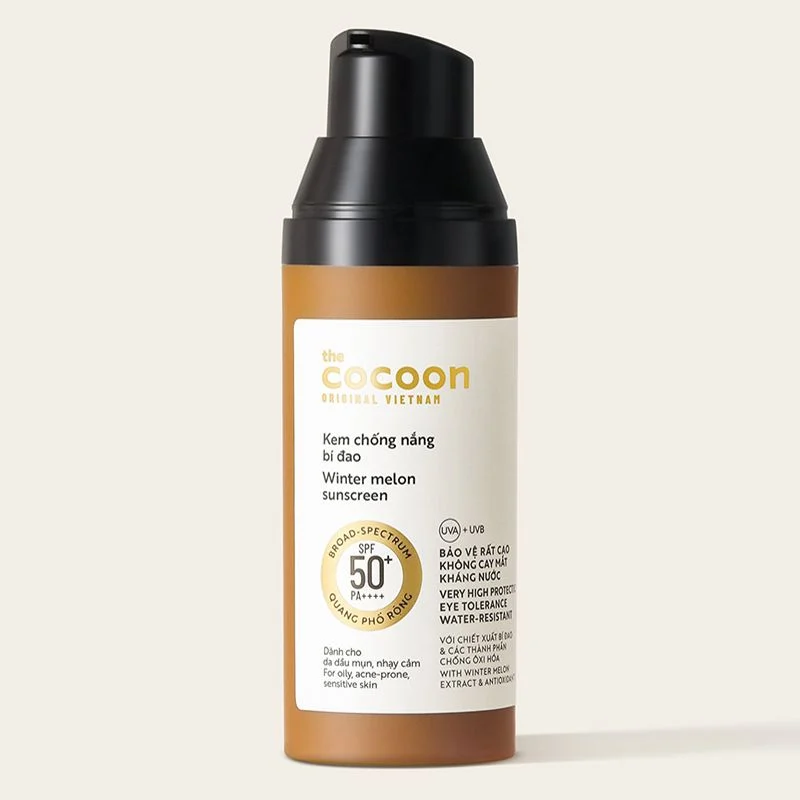 the
cocoon
ORIGINAL VIETNAM
Kem chống nắng
bí đao
Winter melon
sunscreen
BROAD-SPECTRUM
SPF
50+
PA++++
QUANG PHỔ RỘNG
UVA + UVB
BẢO VỆ RẤT CAO
KHÔNG CAY MẮT
KHÁNG NƯỚC
VERY HIGH
EYE TOLERANCE
WATER-RESISTANT
VỚI CHIẾT XUẤT BÍ ĐAO
& CÁC THÀNH PHẦN
CHỐNG ÔXI HÓA
WITH WINTER MELON
EXTRACT &
Dành cho
da dầu mụn, nhạy cảm
For oily, acne-prone,
sensitive skin